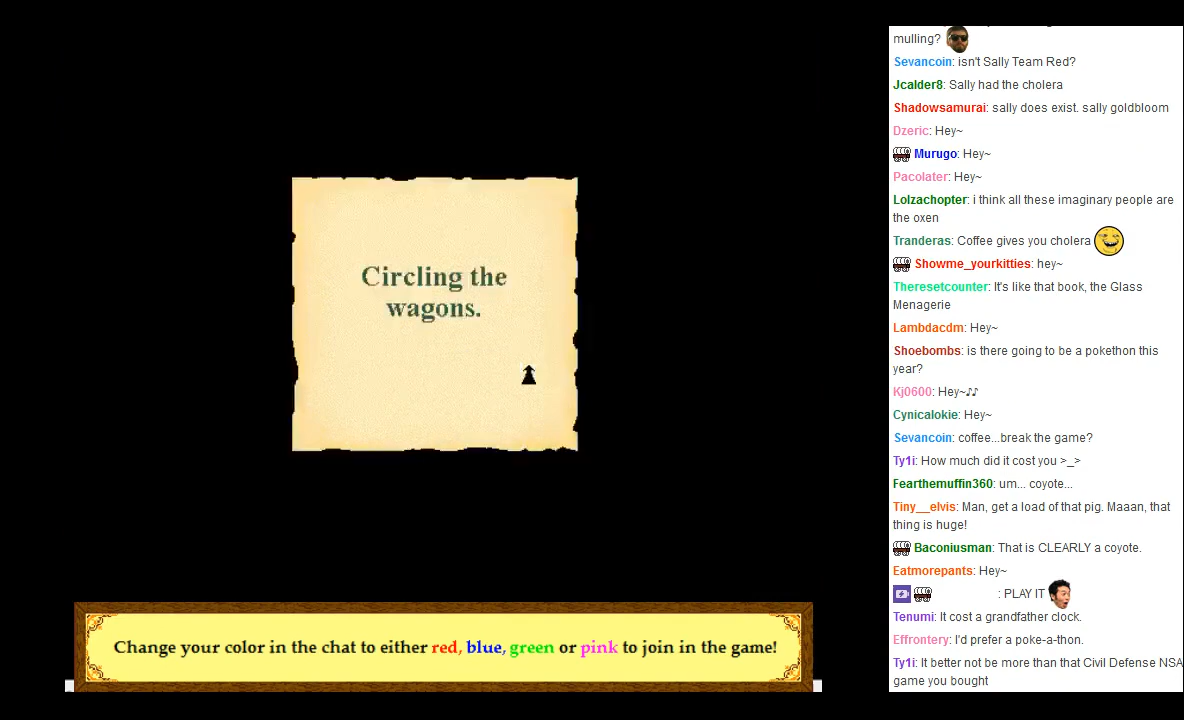 Circling the
wagons.
Change your color in the chat to either red, blue, green or pink to join in the game!
mulling?
Sevancoin: isn't Sally Team Red?
Jcalder8: Sally had the cholera
Shadowsamurai: sally does exist. sally goldbloom
Dzeric: Hey~
Murugo: Hey~
Pacolater: Hey~
Lolzachopter: i think all these imaginary people are
the oxen
Tranderas: Coffee gives you cholera
Showme_yourkitties: hey~
Theresetcounter: It's like that book, the Glass
Menagerie
Lambdacdm: Hey~
Shoebombs: is there going to be a pokethon this
year?
Kj0600: Hey~♪♪
Cynicalokie: Hey~
Sevancoin: coffee...break the game?
Ty1i: How much did it cost you >_>
Fearthemuffin360: um... coyote...
Tiny__elvis: Man, get a load of that pig. Maaan, that
thing is huge!
Baconiusman: That is CLEARLY a coyote.
Eatmorepants: Hey~
: PLAY IT
Tenumi: It cost a grandfather clock.
Effrontery: I'd prefer a poke-a-thon.
Ty1i: It better not be more than that Civil Defense NSA
game you bought